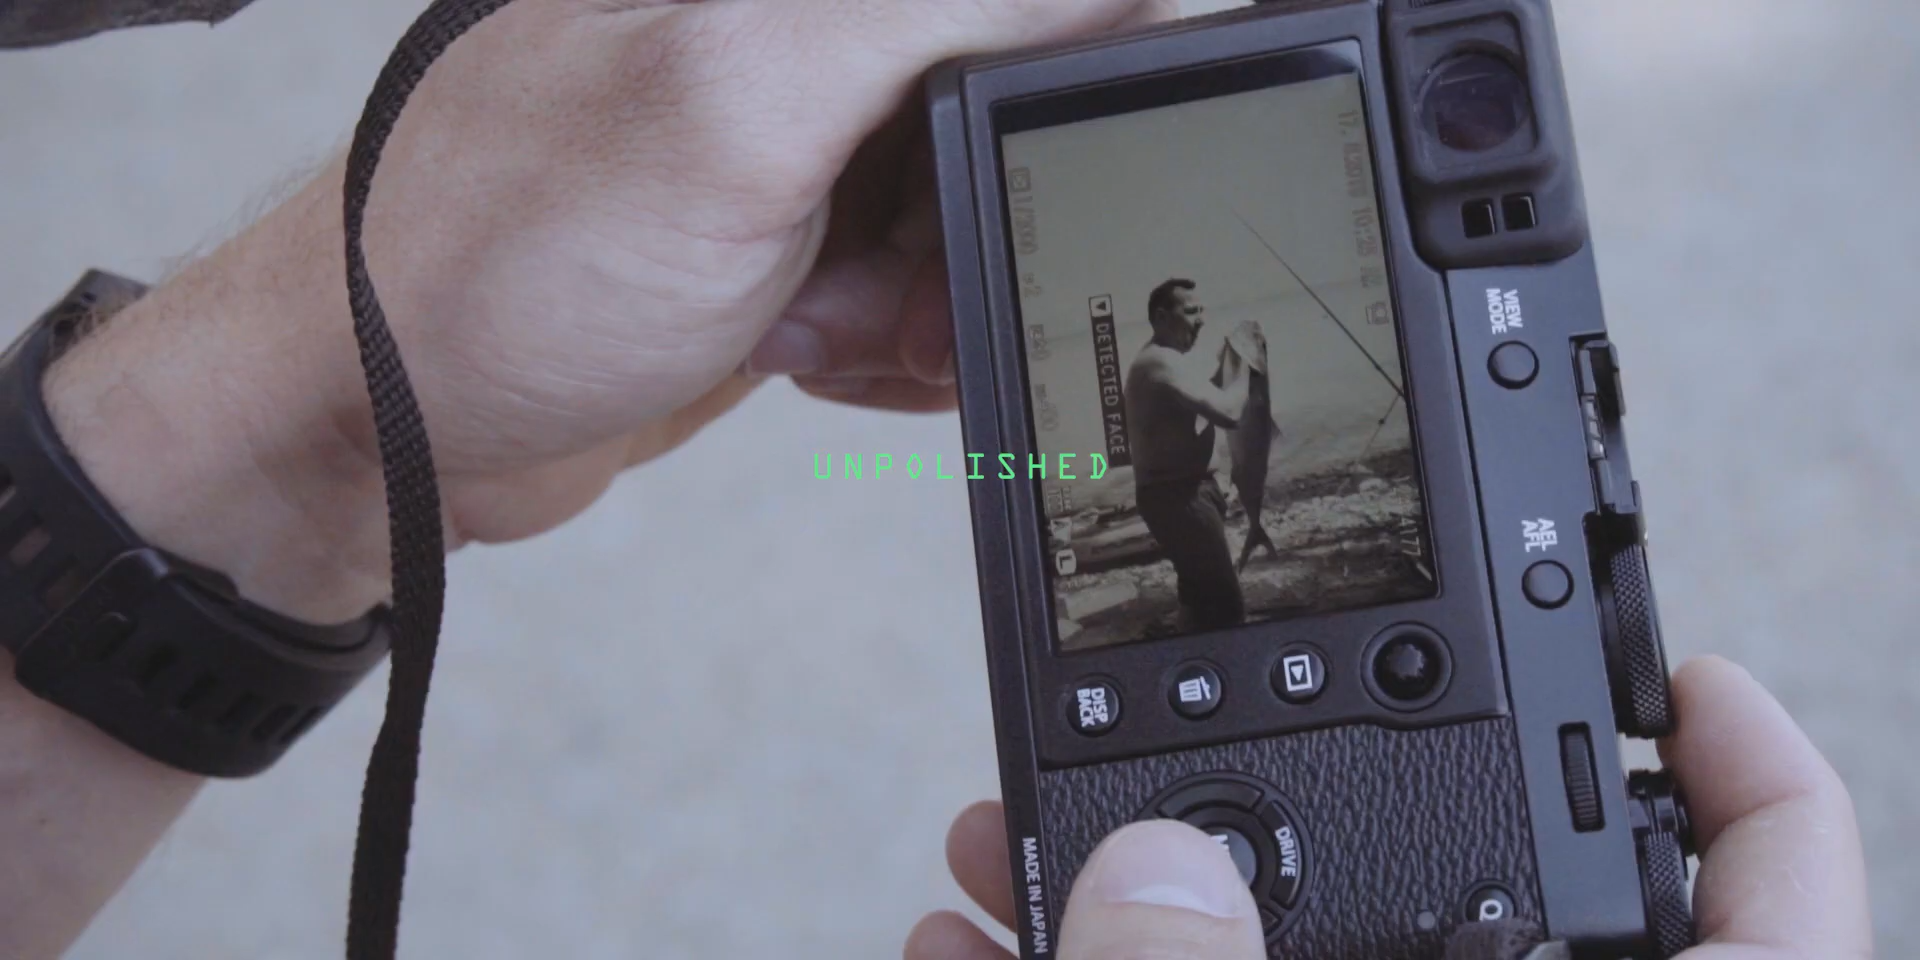 UNPOLISHED
DETECTED FACE
VIEW
MODE
AEL
AFL
DISP
BACK
DRIVE
Q
MADE IN JAPAN